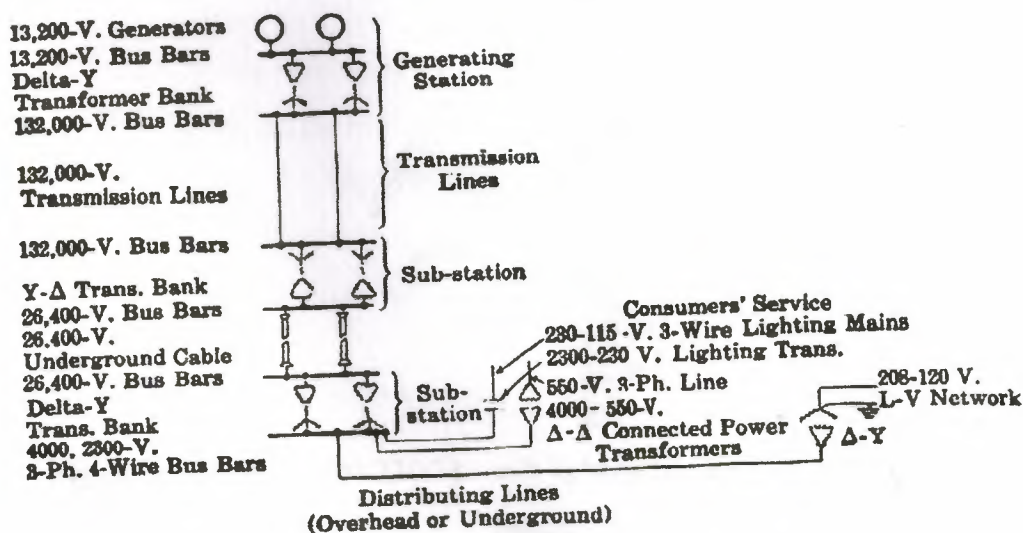 13,200-V. Generators
13,200-V. Bus Bars
Delta-Y
Transformer Bank
132,000-V. Bus Bars
Generating
Station
132,000-V.
Transmission Lines
Transmission
Lines
132,000-V. Bus Bars
Sub-station
Y-Δ Trans. Bank
26,400-V. Bus Bars
26.400-V.
Underground Cable
26,400-V. Bus Bars
Delta-Y
Trans. Bank
4000, 2300-V.
3-Ph. 4-Wire Bus Bars
Sub-
station
Consumers' Service
230-115-V. 3-Wire Lighting Mains
2300-230 V. Lighting Trans.
550-V. 3-Ph. Line
4000-550-V.
Δ-Δ Connected Power
Transformers
208-120 V.
L-V Network
Δ-Y
Distributing Lines
(Overhead or Underground)